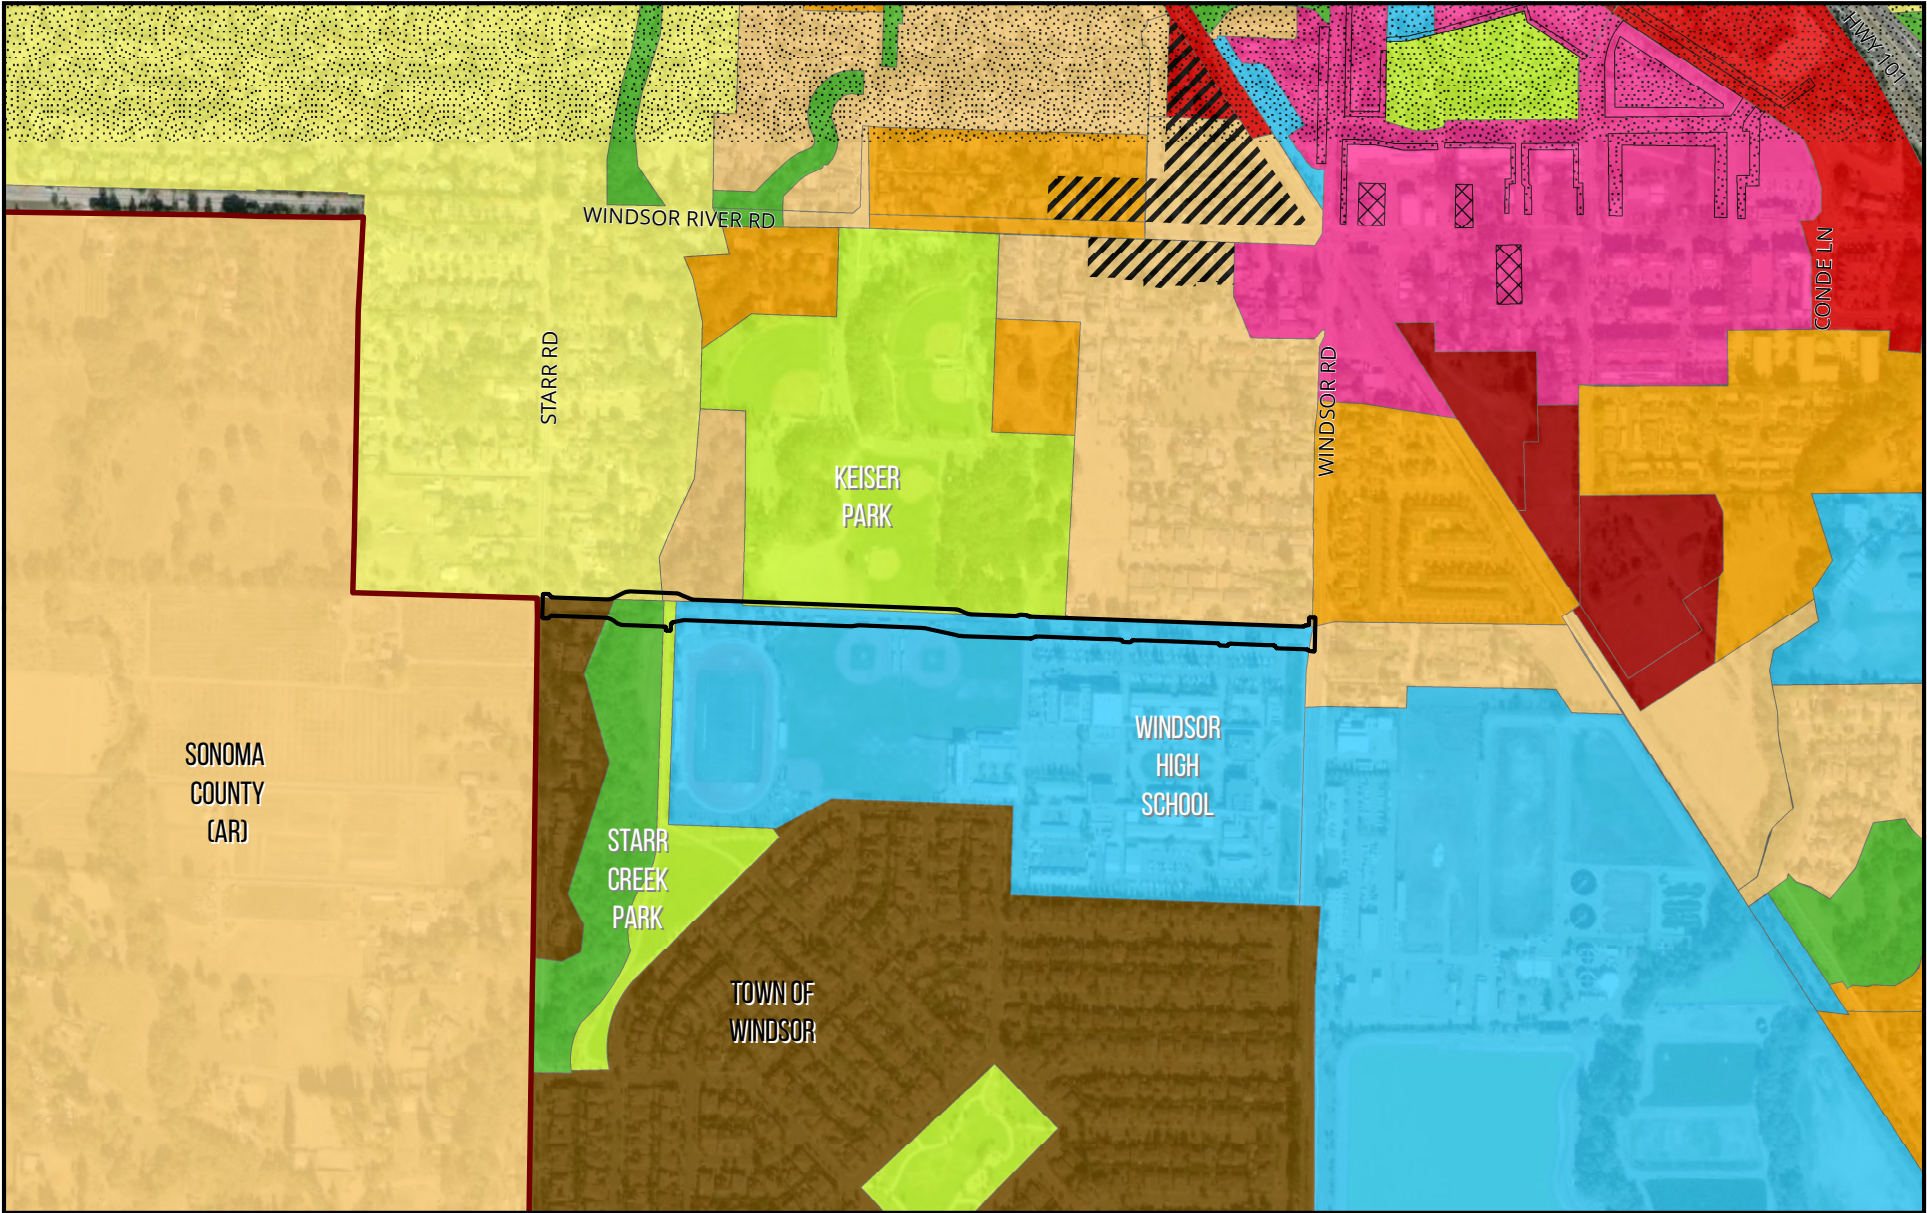 HWY 101
WINDSOR RIVER RD
CONDE LN
STARR RD
WINDSOR RD
KEISER
PARK
WINDSOR
HIGH
SCHOOL
SONOMA
COUNTY
(AR)
STARR
CREEK
PARK
TOWN OF
WINDSOR